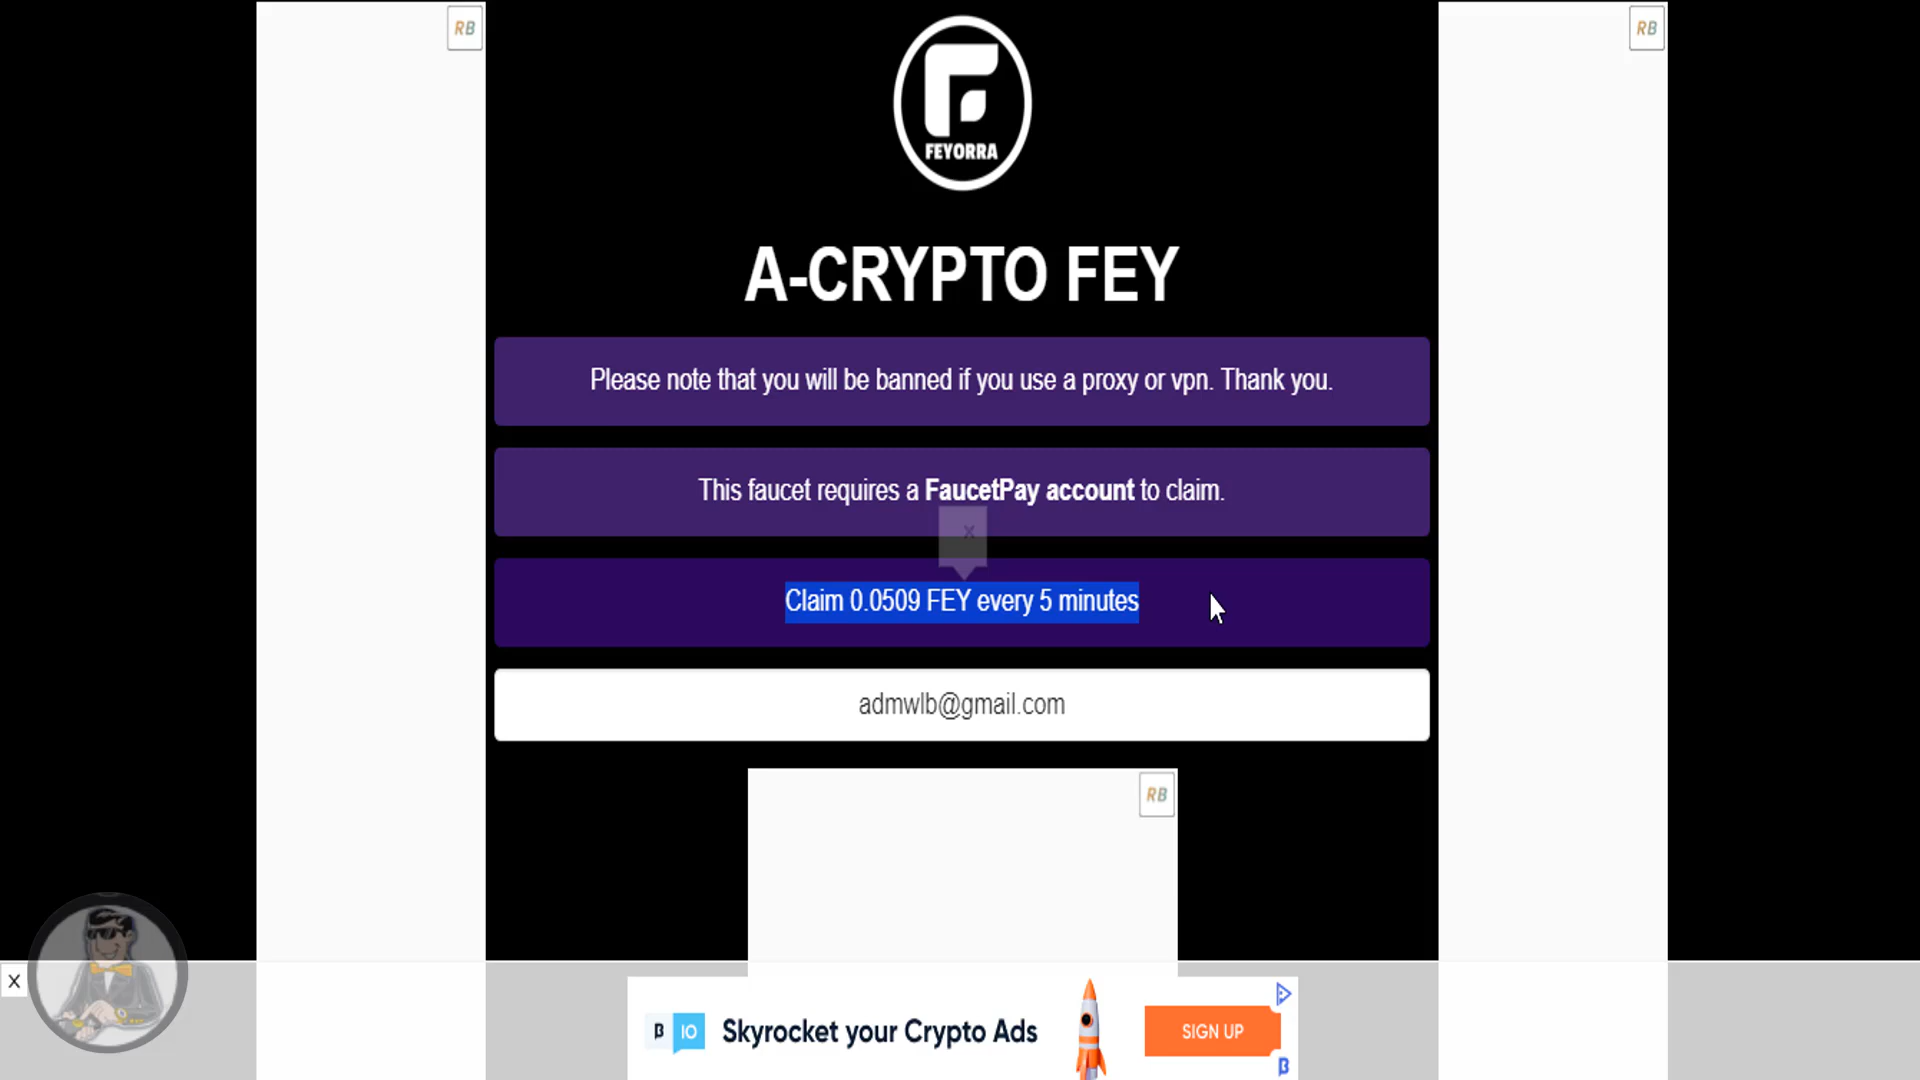 RB
RB
FEYORRA
A-CRYPTO FEY
Please note that you will be banned if you use a proxy or vpn. Thank you.
This faucet requires a FaucetPay account to claim.
X
Claim 0.0509 FEY every 5 minutes
admwlb@gmail.com
RB
X
B IO Skyrocket your Crypto Ads SIGN UP
B